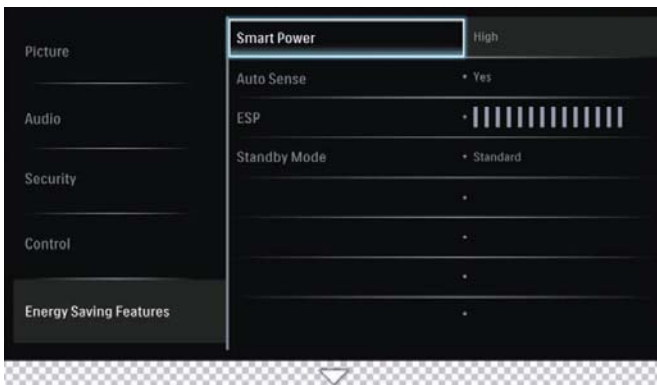 Picture
Audio
Security
Control
Energy Saving Features
Smart Power High
Auto Sense • Yes
ESP •
Standby Mode • Standard